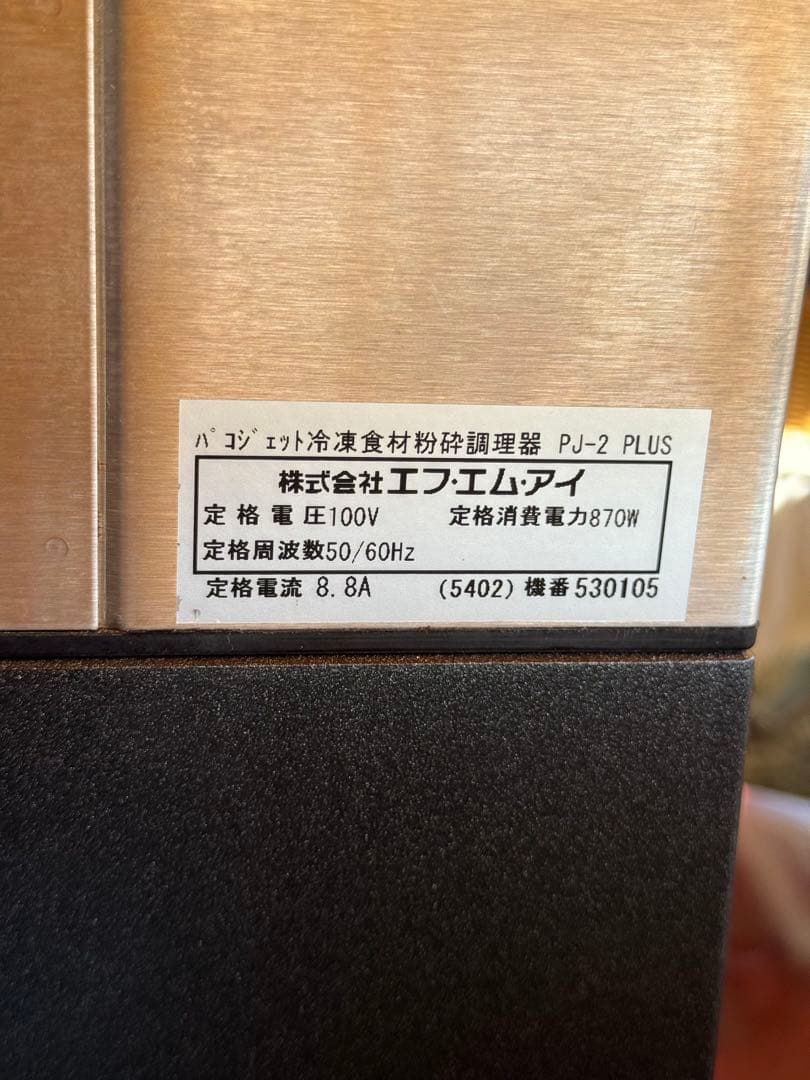 ﾊﾟｺｼﾞｪｯﾄ冷凍食材粉砕調理器 PJ-2 PLUS
株式会社エフ・エム・アイ
定格電圧100V 定格消費電力870W
定格周波数50/60Hz
定格電流 8.8A (5402) 機番530105